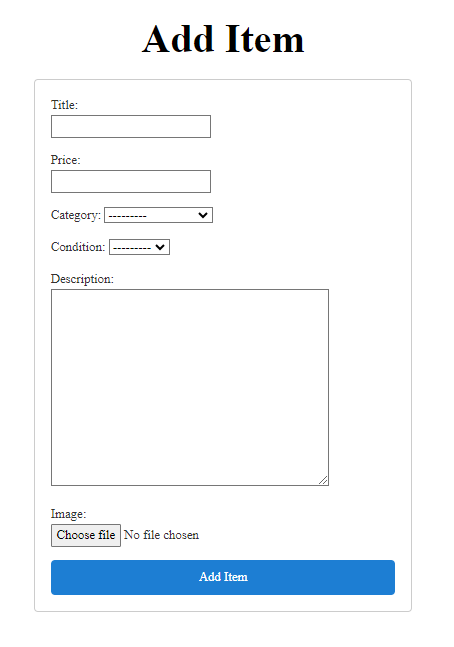 Add Item
Title:
Price:
Category: ---------
Condition: ---------
Description:
Image:
Choose file No file chosen
Add Item